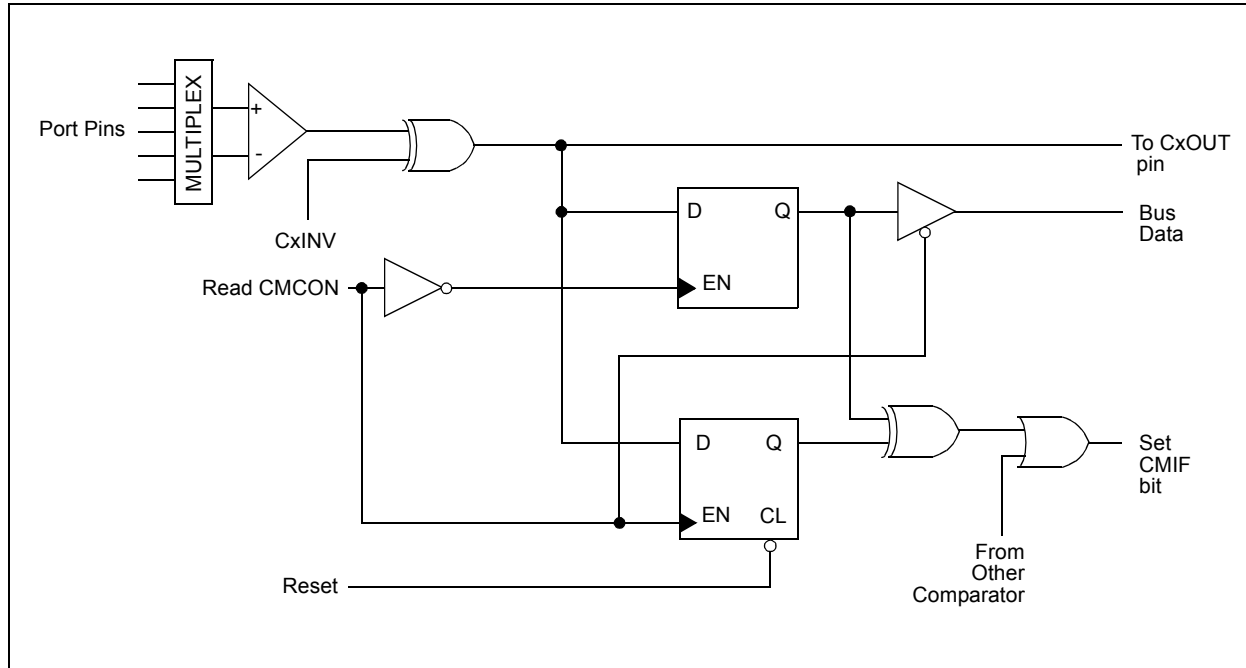 MULTIPLEX
Port Pins
+
-
CxINV
To CxOUT
pin
D
Q
EN
Bus
Data
Read CMCON
D
Q
EN
CL
Set
CMIF
bit
From
Other
Comparator
Reset